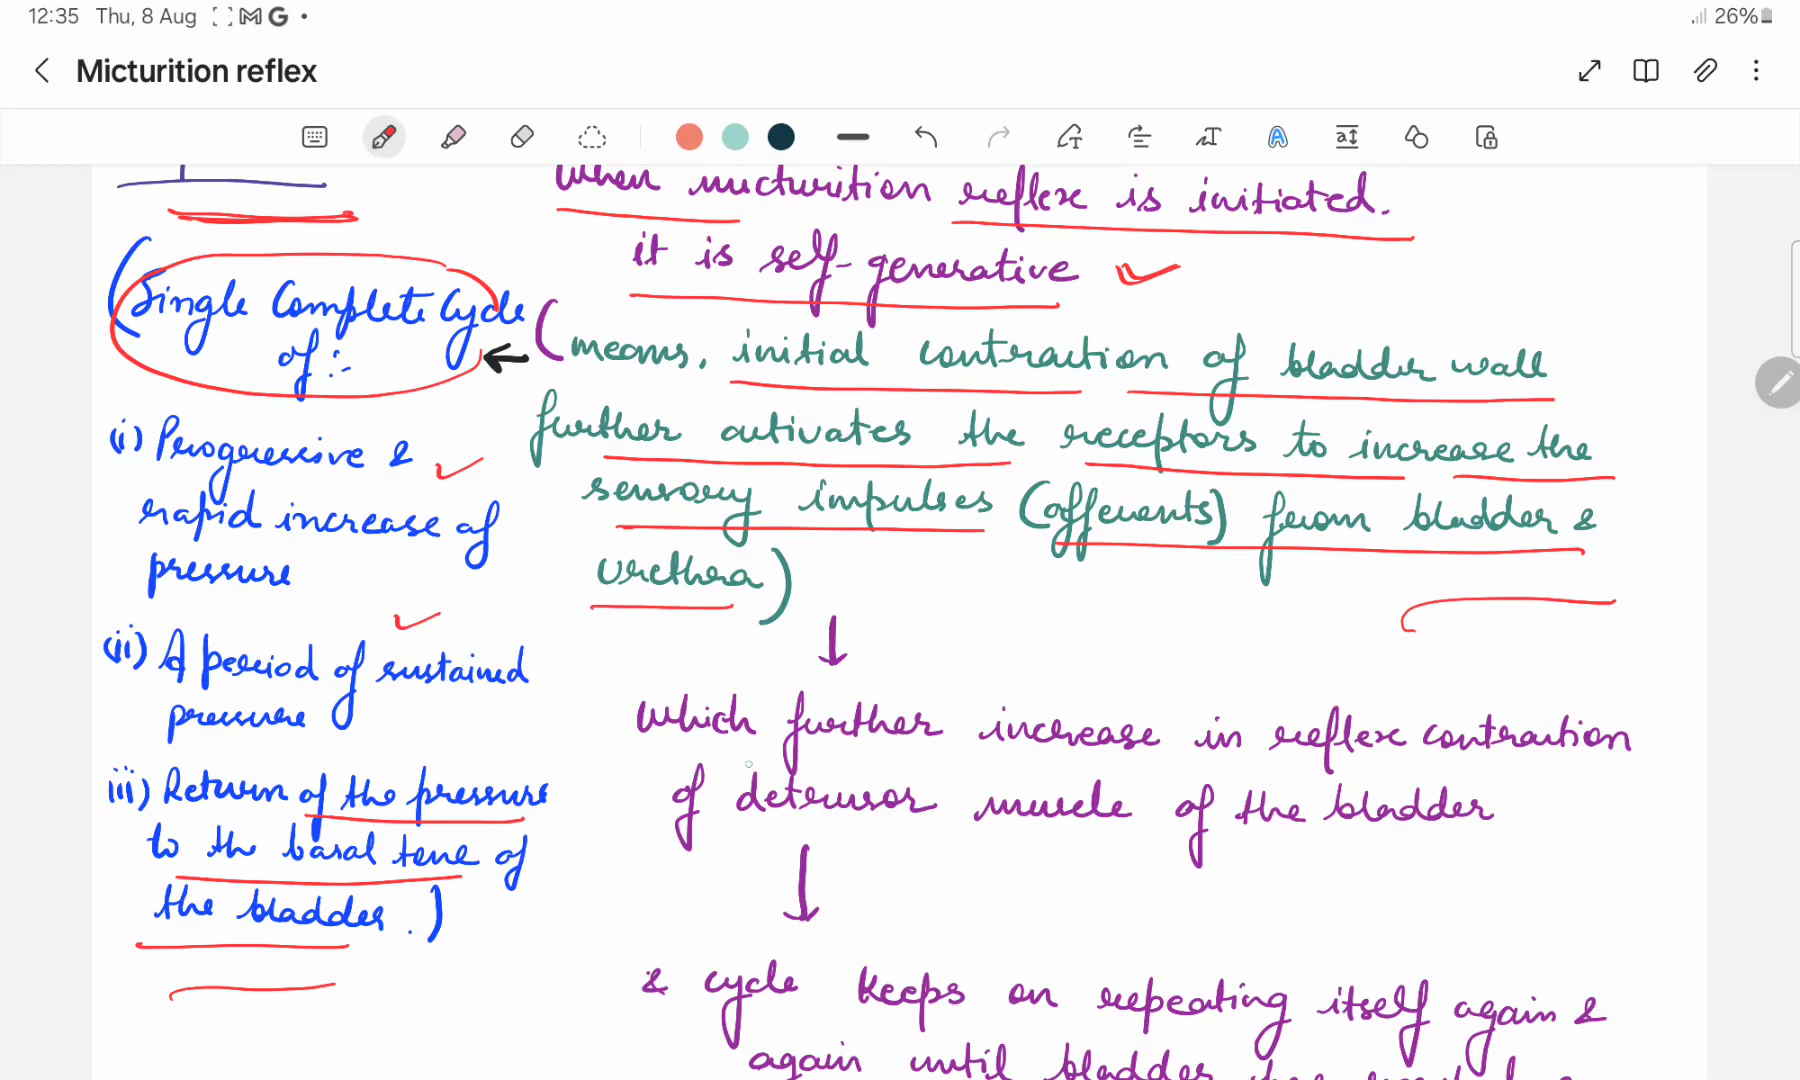 12:35 Thu, 8 Aug
26%
Micturition reflex
when micturition reflex is initiated.
it is self-generative
(Single Complete Cycle
of :-
(means, initial contraction of bladder wall
further activates the receptors to increase the
sensory impulses (afferents) from bladder &
urethra)
(i) Progressive &
rapid increase of
pressure
(ii) A period of sustained
pressure
iii) Return of the pressure
to the basal tone of
the bladder.)
which further increase in reflex contraction
of detrusor muscle of the bladder
& cycle keeps on repeating itself again &
again until bladder